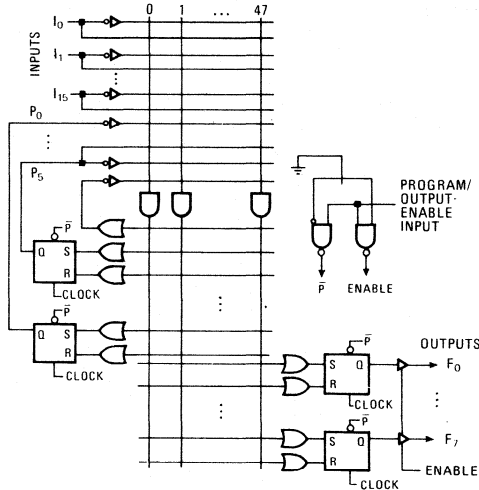 0 1 ... 47
INPUTS
I0
I1
I15
P0
P5
P̄
Q S
R
CLOCK
P̄
Q S
R
CLOCK
PROGRAM/
OUTPUT-
ENABLE
INPUT
P̄ ENABLE
P̄
S Q
R
CLOCK
OUTPUTS
F0
P̄
S Q
R
CLOCK
F7
ENABLE